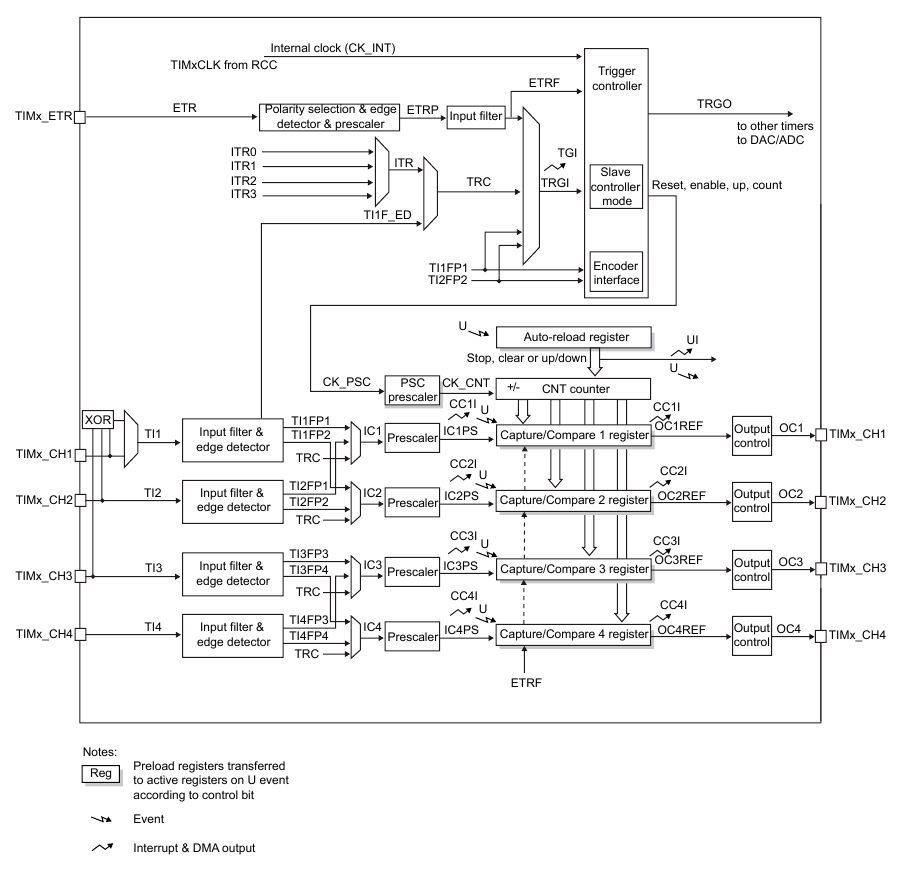 Internal clock (CK_INT)
TIMxCLK from RCC
Trigger
controller
ETRF
TIMx_ETR
ETR
Polarity selection & edge
detector & prescaler
ETRP
Input filter
TRGO
to other timers
to DAC/ADC
ITR0
ITR1
ITR2
ITR3
ITR
TRC
TI1F_ED
TGI
TRGI
Slave
controller
mode
Reset, enable, up, count
TI1FP1
TI2FP2
Encoder
interface
U
Auto-reload register
UI
Stop, clear or up/down
U
CK_PSC
PSC
prescaler
CK_CNT
+/-
CNT counter
XOR
TI1
TIMx_CH1
Input filter &
edge detector
TI1FP1
TI1FP2
TRC
IC1
Prescaler
IC1PS
CC1I
U
Capture/Compare 1 register
CC1I
OC1REF
Output
control
OC1
TIMx_CH1
TIMx_CH2
TI2
Input filter &
edge detector
TI2FP1
TI2FP2
TRC
IC2
Prescaler
IC2PS
CC2I
U
Capture/Compare 2 register
CC2I
OC2REF
Output
control
OC2
TIMx_CH2
TIMx_CH3
TI3
Input filter &
edge detector
TI3FP3
TI3FP4
TRC
IC3
Prescaler
IC3PS
CC3I
U
Capture/Compare 3 register
CC3I
OC3REF
Output
control
OC3
TIMx_CH3
TIMx_CH4
TI4
Input filter &
edge detector
TI4FP3
TI4FP4
TRC
IC4
Prescaler
IC4PS
CC4I
U
Capture/Compare 4 register
CC4I
OC4REF
Output
control
OC4
TIMx_CH4
ETRF
Notes:
Reg
Preload registers transferred
to active registers on U event
according to control bit
Event
Interrupt & DMA output